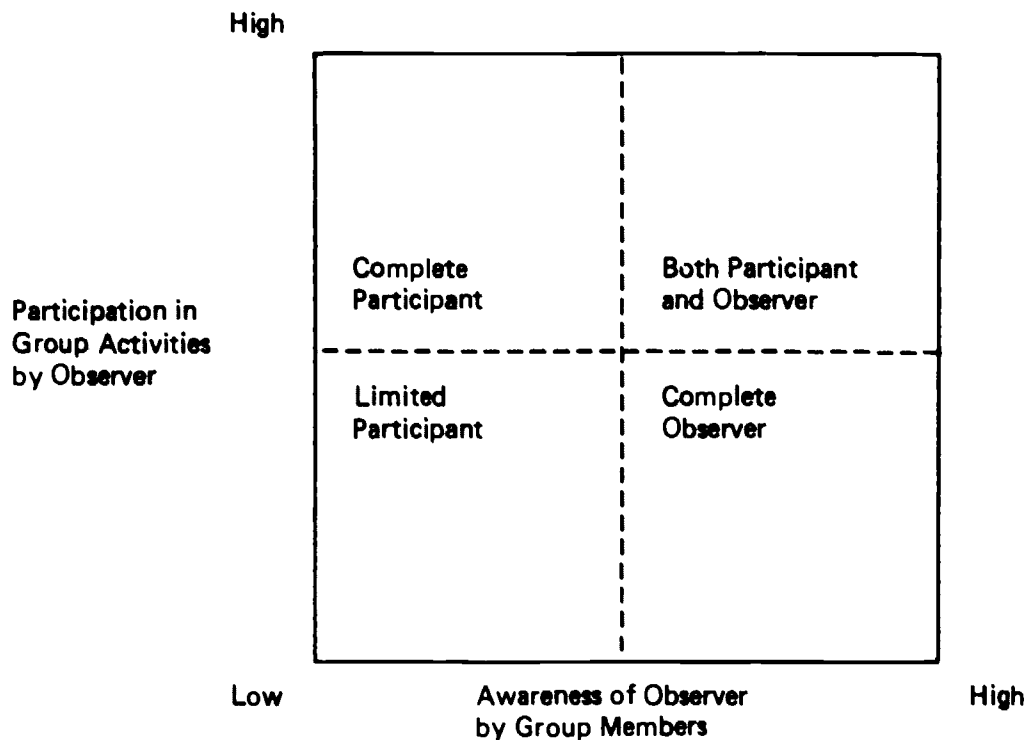 High
Complete
Participant
Both Participant
and Observer
Participation in
Group Activities
by Observer
Limited
Participant
Complete
Observer
Low
Awareness of Observer
by Group Members
High